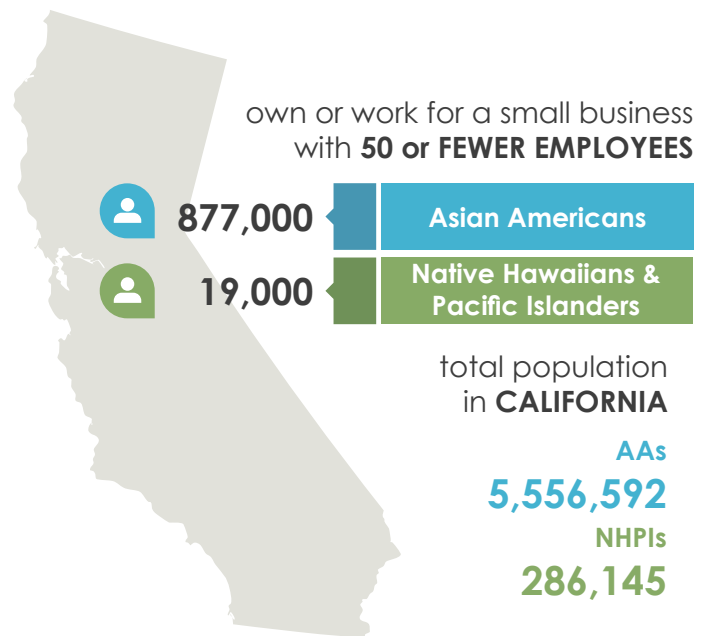 own or work for a small business
with 50 or FEWER EMPLOYEES
877,000
Asian Americans
19,000
Native Hawaiians &
Pacific Islanders
total population
in CALIFORNIA
AAs
5,556,592
NHPIs
286,145